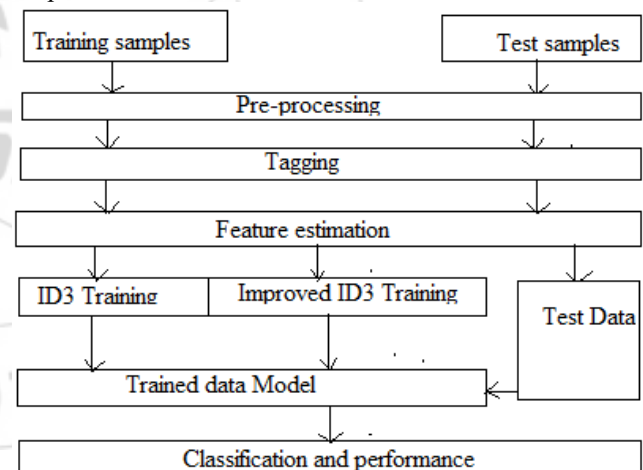 Training samples
Test samples
Pre-processing
Tagging
Feature estimation
ID3 Training
Improved ID3 Training
Test Data
Trained data Model
Classification and performance